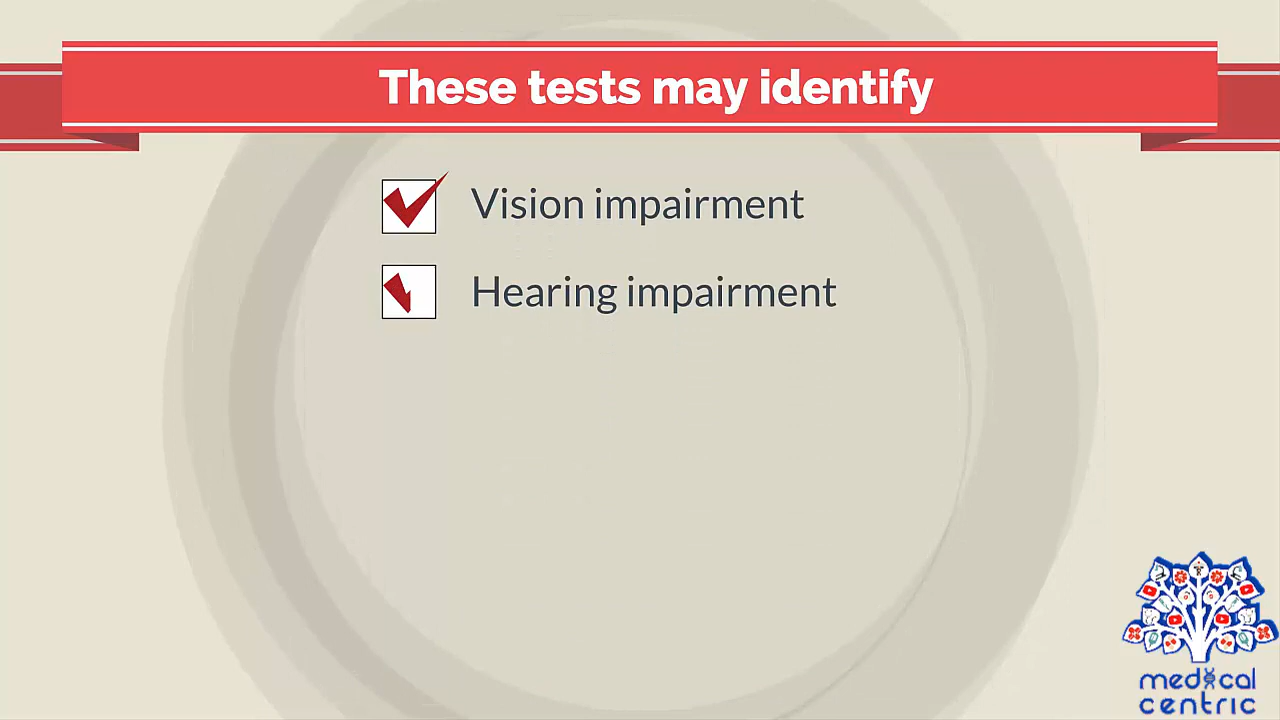 These tests may identify
Vision impairment
Hearing impairment
medical
centric